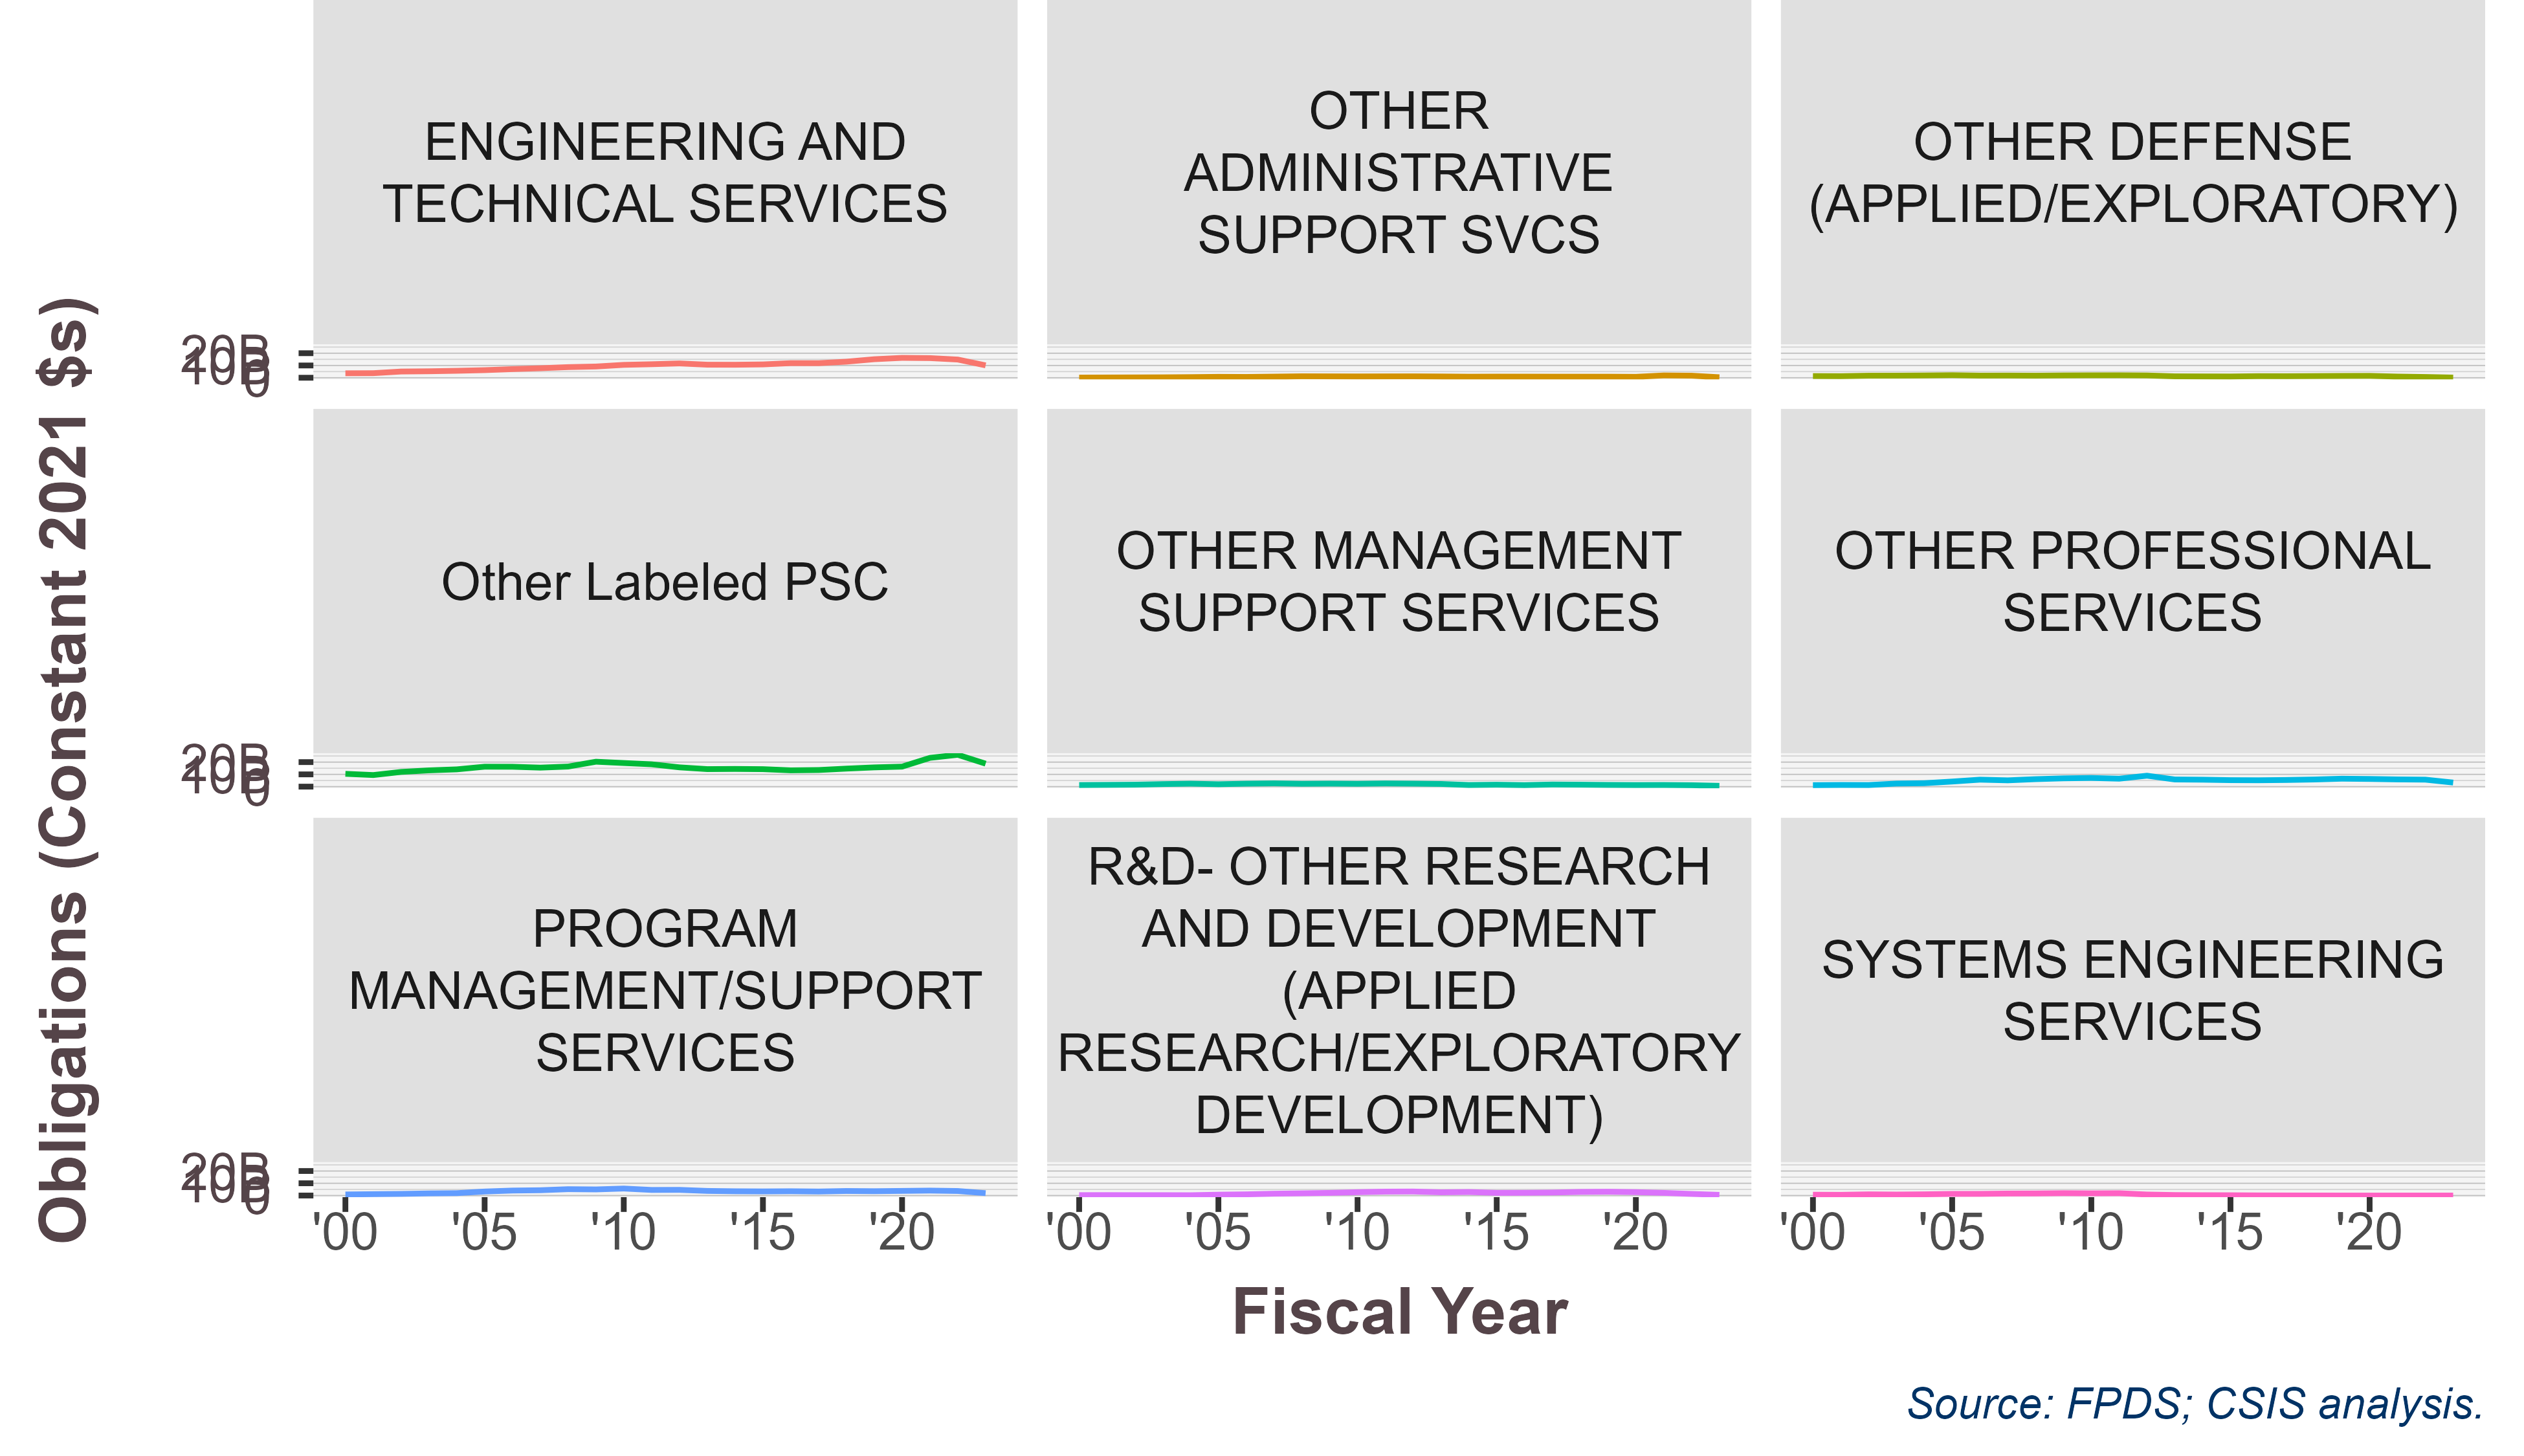 ENGINEERING AND
TECHNICAL SERVICES
OTHER
ADMINISTRATIVE
SUPPORT SVCS
OTHER DEFENSE
(APPLIED/EXPLORATORY)
20B
10B
0
Other Labeled PSC
OTHER MANAGEMENT
SUPPORT SERVICES
OTHER PROFESSIONAL
SERVICES
20B
10B
0
PROGRAM
MANAGEMENT/SUPPORT
SERVICES
R&D- OTHER RESEARCH
AND DEVELOPMENT
(APPLIED
RESEARCH/EXPLORATORY
DEVELOPMENT)
SYSTEMS ENGINEERING
SERVICES
20B
10B
0
'00 '05 '10 '15 '20
'00 '05 '10 '15 '20
'00 '05 '10 '15 '20
Obligations (Constant 2021 $s)
Fiscal Year
Source: FPDS; CSIS analysis.